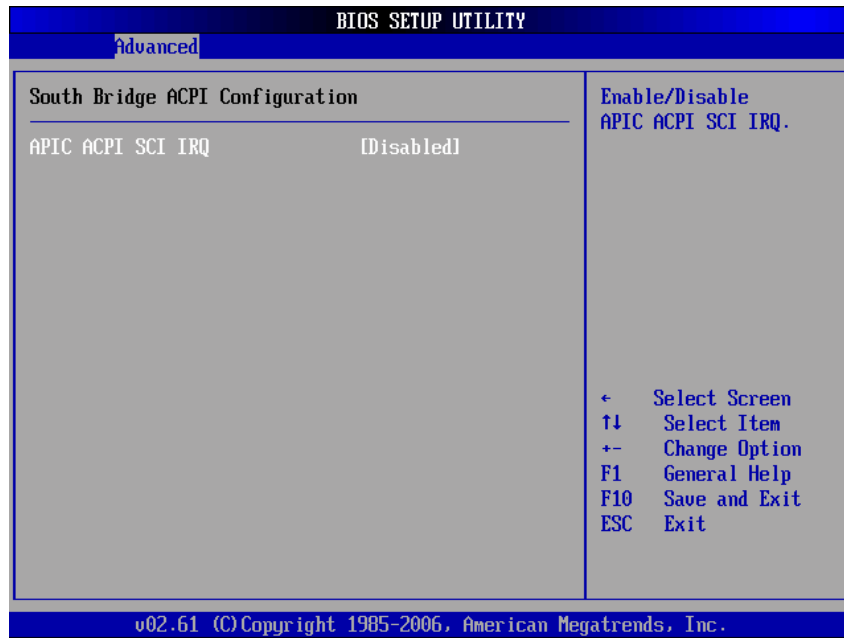 BIOS SETUP UTILITY
Advanced
South Bridge ACPI Configuration
APIC ACPI SCI IRQ [Disabled]
Enable/Disable
APIC ACPI SCI IRQ.
← Select Screen
↑↓ Select Item
+- Change Option
F1 General Help
F10 Save and Exit
ESC Exit
v02.61 (C)Copyright 1985-2006, American Megatrends, Inc.